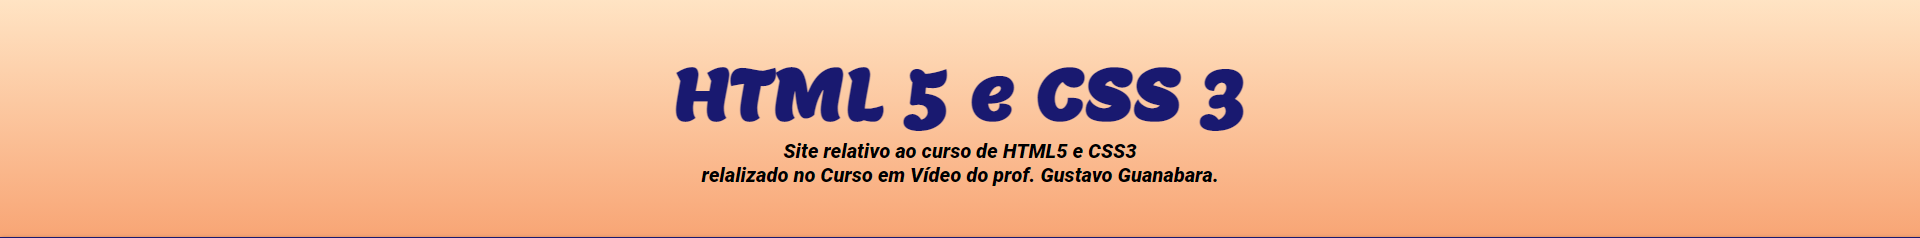 HTML 5 e CSS 3
Site relativo ao curso de HTML5 e CSS3
relalizado no Curso em Vídeo do prof. Gustavo Guanabara.